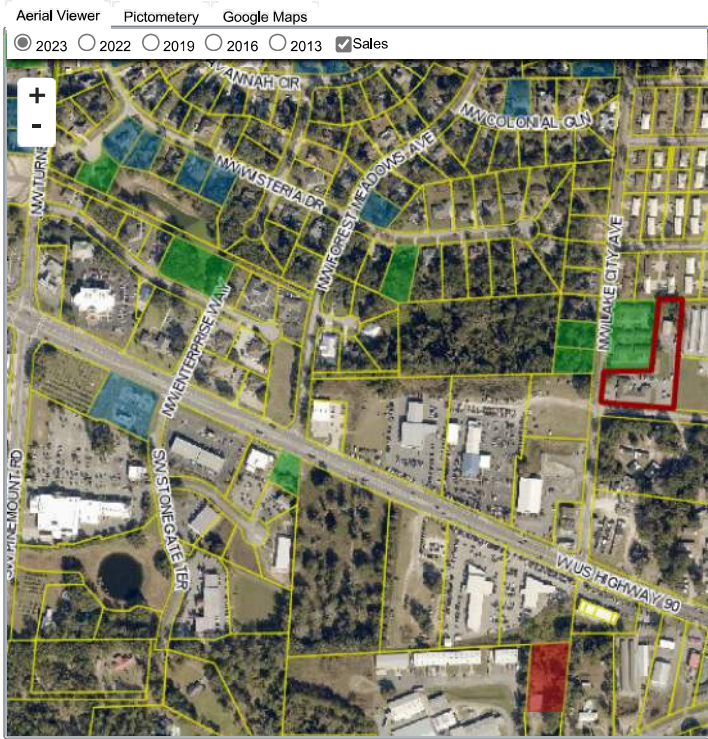 Aerial Viewer Pictometery Google Maps
2023 2022 2019 2016 2013 Sales
+
-
NW COLONIAL GLN
NW WISTERIA DR
NW FOREST MEADOWS AVE
NW LAKE CITY AVE
NW ENTERPRISE WAY
SW STONEGATE TER
SW PINEMOUNT RD
W US HIGHWAY 90